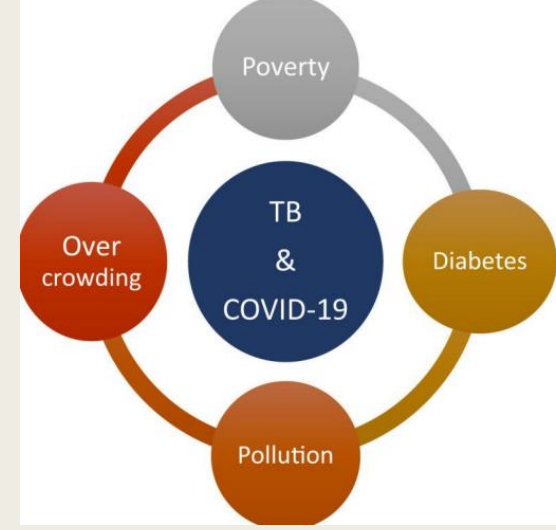 Poverty
TB
&
COVID-19
Over
crowding
Diabetes
Pollution